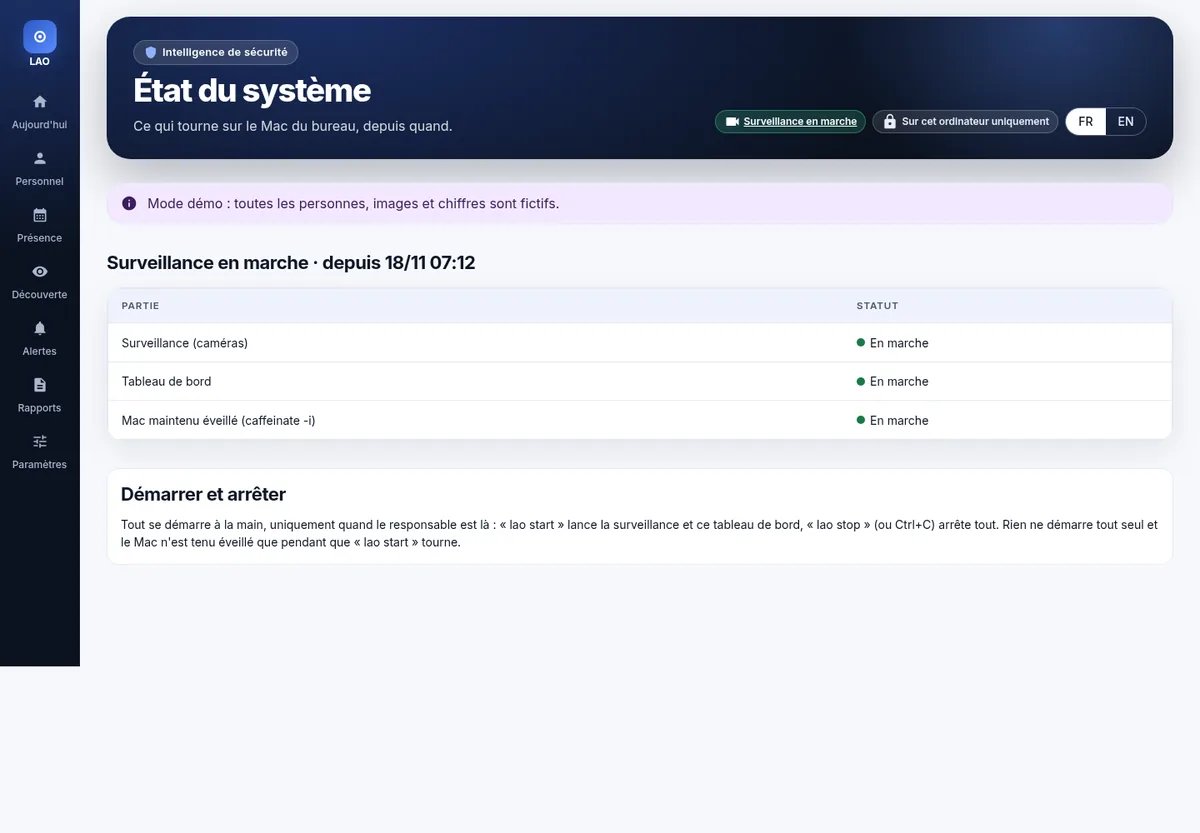 LAO
Aujourd'hui
Personnel
Présence
Découverte
Alertes
Rapports
Paramètres
Intelligence de sécurité
État du système
Ce qui tourne sur le Mac du bureau, depuis quand.
Surveillance en marche
Sur cet ordinateur uniquement
FR
EN
Mode démo : toutes les personnes, images et chiffres sont fictifs.
Surveillance en marche · depuis 18/11 07:12
PARTIE STATUT
Surveillance (caméras) En marche
Tableau de bord En marche
Mac maintenu éveillé (caffeinate -i) En marche
Démarrer et arrêter
Tout se démarre à la main, uniquement quand le responsable est là : « lao start » lance la surveillance et ce tableau de bord, « lao stop » (ou Ctrl+C) arrête tout. Rien ne démarre tout seul et
le Mac n'est tenu éveillé que pendant que « lao start » tourne.